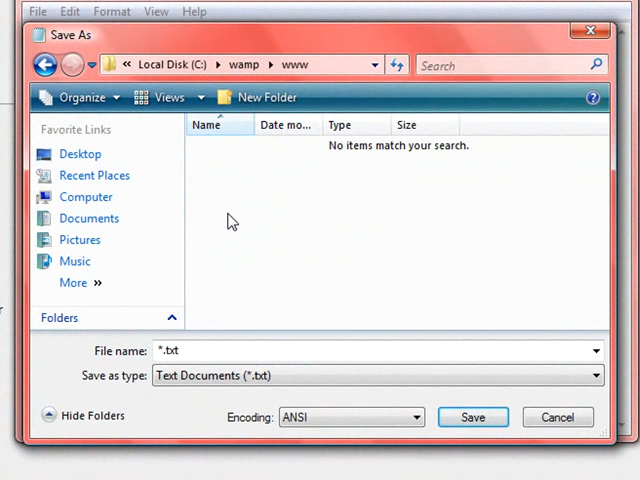 File Edit Format View Help
Save As
« Local Disk (C:) wamp www Search
Organize Views New Folder
Favorite Links
Name Date mo... Type Size
No items match your search.
Desktop
Recent Places
Computer
Documents
Pictures
Music
More »
Folders
File name: *.txt
Save as type: Text Documents (*.txt)
Hide Folders Encoding: ANSI Save Cancel